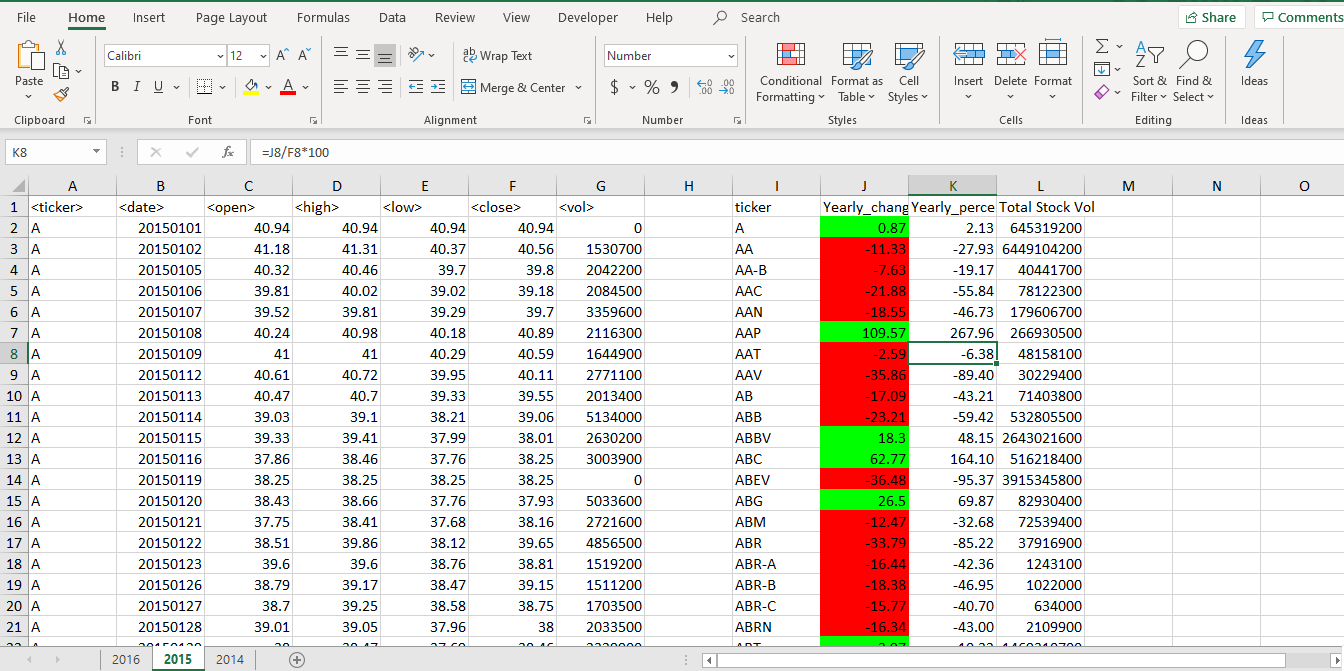 File Home Insert Page Layout Formulas Data Review View Developer Help Search Share Comments
Calibri 12 A A Wrap Text Number
Paste B I U A Merge & Center $ % Conditional Formatting Format as Table Cell Styles Insert Delete Format Sort & Filter Find & Select Ideas
Clipboard Font Alignment Number Styles Cells Editing Ideas
K8 fx =J8/F8*100
A B C D E F G H I J K L M N O
1 <ticker> <date> <open> <high> <low> <close> <vol> ticker Yearly_chang Yearly_perce Total Stock Vol
2 A 20150101 40.94 40.94 40.94 40.94 0 A 0.87 2.13 645319200
3 A 20150102 41.18 41.31 40.37 40.56 1530700 AA -11.33 -27.93 6449104200
4 A 20150105 40.32 40.46 39.7 39.8 2042200 AA-B -7.63 -19.17 40441700
5 A 20150106 39.81 40.02 39.02 39.18 2084500 AAC -21.88 -55.84 78122300
6 A 20150107 39.52 39.81 39.29 39.7 3359600 AAN -18.55 -46.73 179606700
7 A 20150108 40.24 40.98 40.18 40.89 2116300 AAP 109.57 267.96 266930500
8 A 20150109 41 41 40.29 40.59 1644900 AAT -2.59 -6.38 48158100
9 A 20150112 40.61 40.72 39.95 40.11 2771100 AAV -35.86 -89.40 30229400
10 A 20150113 40.47 40.7 39.33 39.55 2013400 AB -17.09 -43.21 71403800
11 A 20150114 39.03 39.1 38.21 39.06 5134000 ABB -23.21 -59.42 532805500
12 A 20150115 39.33 39.41 37.99 38.01 2630200 ABBV 18.3 48.15 2643021600
13 A 20150116 37.86 38.46 37.76 38.25 3003900 ABC 62.77 164.10 516218400
14 A 20150119 38.25 38.25 38.25 38.25 0 ABEV -36.48 -95.37 3915345800
15 A 20150120 38.43 38.66 37.76 37.93 5033600 ABG 26.5 69.87 82930400
16 A 20150121 37.75 38.41 37.68 38.16 2721600 ABM -12.47 -32.68 72539400
17 A 20150122 38.51 39.86 38.12 39.65 4856500 ABR -33.79 -85.22 37916900
18 A 20150123 39.6 39.6 38.76 38.81 1519200 ABR-A -16.44 -42.36 1243100
19 A 20150126 38.79 39.17 38.47 39.15 1511200 ABR-B -18.38 -46.95 1022000
20 A 20150127 38.7 39.25 38.58 38.75 1703500 ABR-C -15.77 -40.70 634000
21 A 20150128 39.01 39.05 37.96 38 2033500 ABRN -16.34 -43.00 2109900
2016 2015 2014